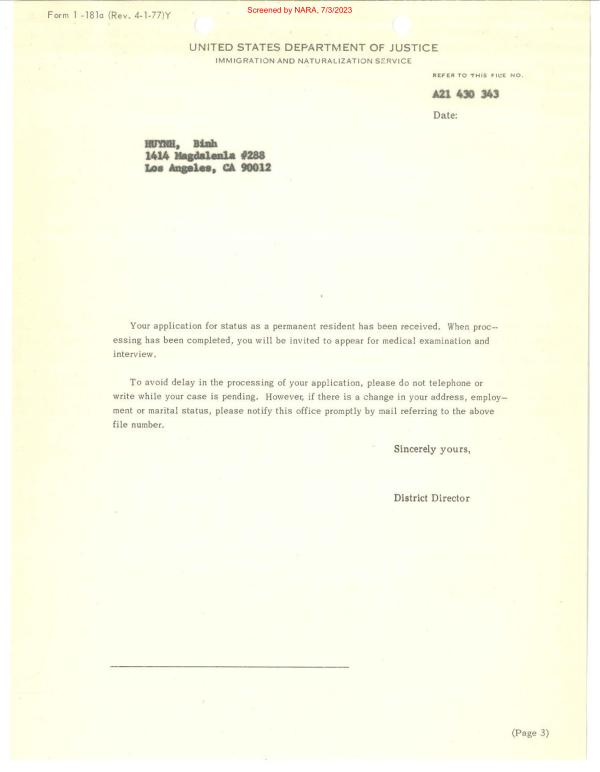 Form I-181a (Rev. 4-1-77)Y
Screened by NARA, 7/3/2023
UNITED STATES DEPARTMENT OF JUSTICE
IMMIGRATION AND NATURALIZATION SERVICE
REFER TO THIS FILE NO.
A21 430 343
Date:
HUYNH, Binh
1414 Magdalenla #288
Los Angeles, CA 90012
Your application for status as a permanent resident has been received. When proc-
essing has been completed, you will be invited to appear for medical examination and
interview.
To avoid delay in the processing of your application, please do not telephone or
write while your case is pending. However, if there is a change in your address, employ-
ment or marital status, please notify this office promptly by mail referring to the above
file number.
Sincerely yours,
District Director
(Page 3)